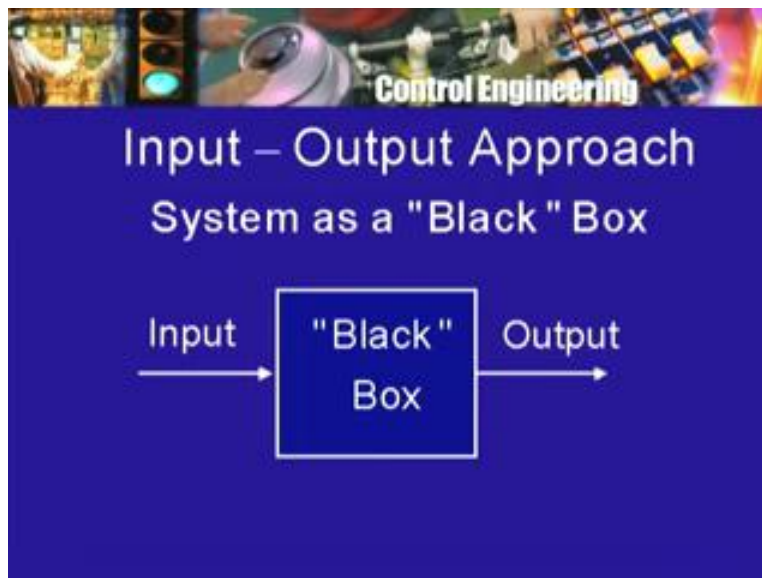 Control Engineering
Input – Output Approach
System as a "Black" Box
Input
"Black"
Box
Output